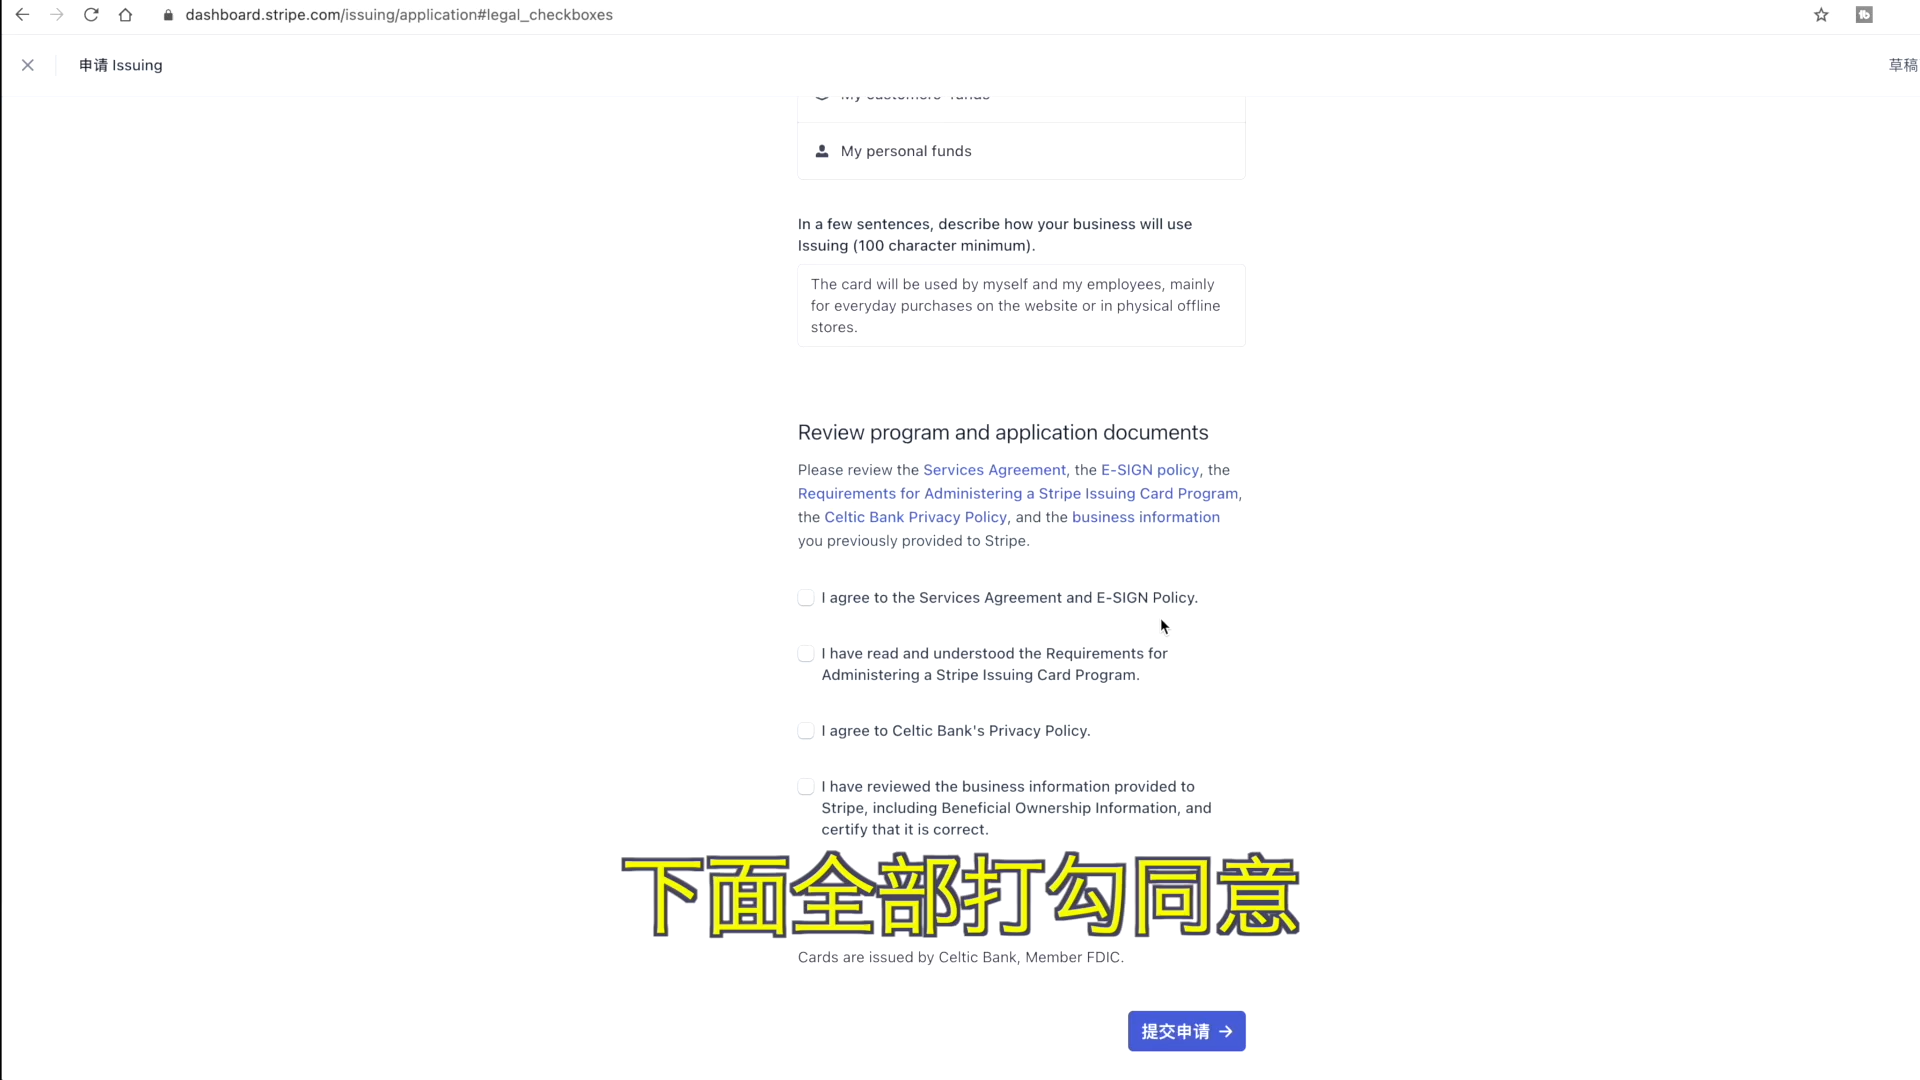 dashboard.stripe.com/issuing/application#legal_checkboxes
申请 Issuing
草稿
My customers' funds
My personal funds
In a few sentences, describe how your business will use
Issuing (100 character minimum).
The card will be used by myself and my employees, mainly
for everyday purchases on the website or in physical offline
stores.
Review program and application documents
Please review the Services Agreement, the E-SIGN policy, the
Requirements for Administering a Stripe Issuing Card Program,
the Celtic Bank Privacy Policy, and the business information
you previously provided to Stripe.
I agree to the Services Agreement and E-SIGN Policy.
I have read and understood the Requirements for
Administering a Stripe Issuing Card Program.
I agree to Celtic Bank's Privacy Policy.
I have reviewed the business information provided to
Stripe, including Beneficial Ownership Information, and
certify that it is correct.
下面全部打勾同意
Cards are issued by Celtic Bank, Member FDIC.
提交申请 →